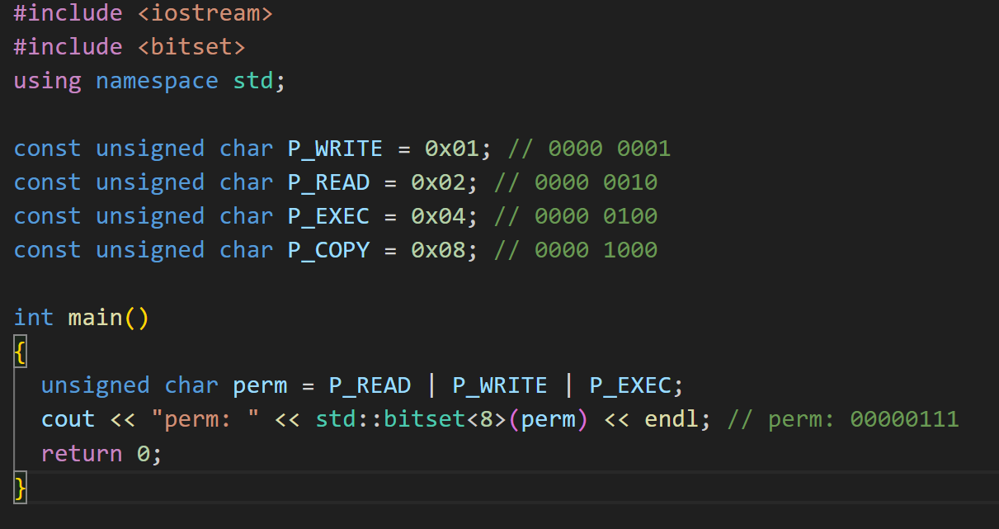 #include <iostream>
#include <bitset>
using namespace std;

const unsigned char P_WRITE = 0x01; // 0000 0001
const unsigned char P_READ = 0x02; // 0000 0010
const unsigned char P_EXEC = 0x04; // 0000 0100
const unsigned char P_COPY = 0x08; // 0000 1000

int main()
{
  unsigned char perm = P_READ | P_WRITE | P_EXEC;
  cout << "perm: " << std::bitset<8>(perm) << endl; // perm: 00000111
  return 0;
}